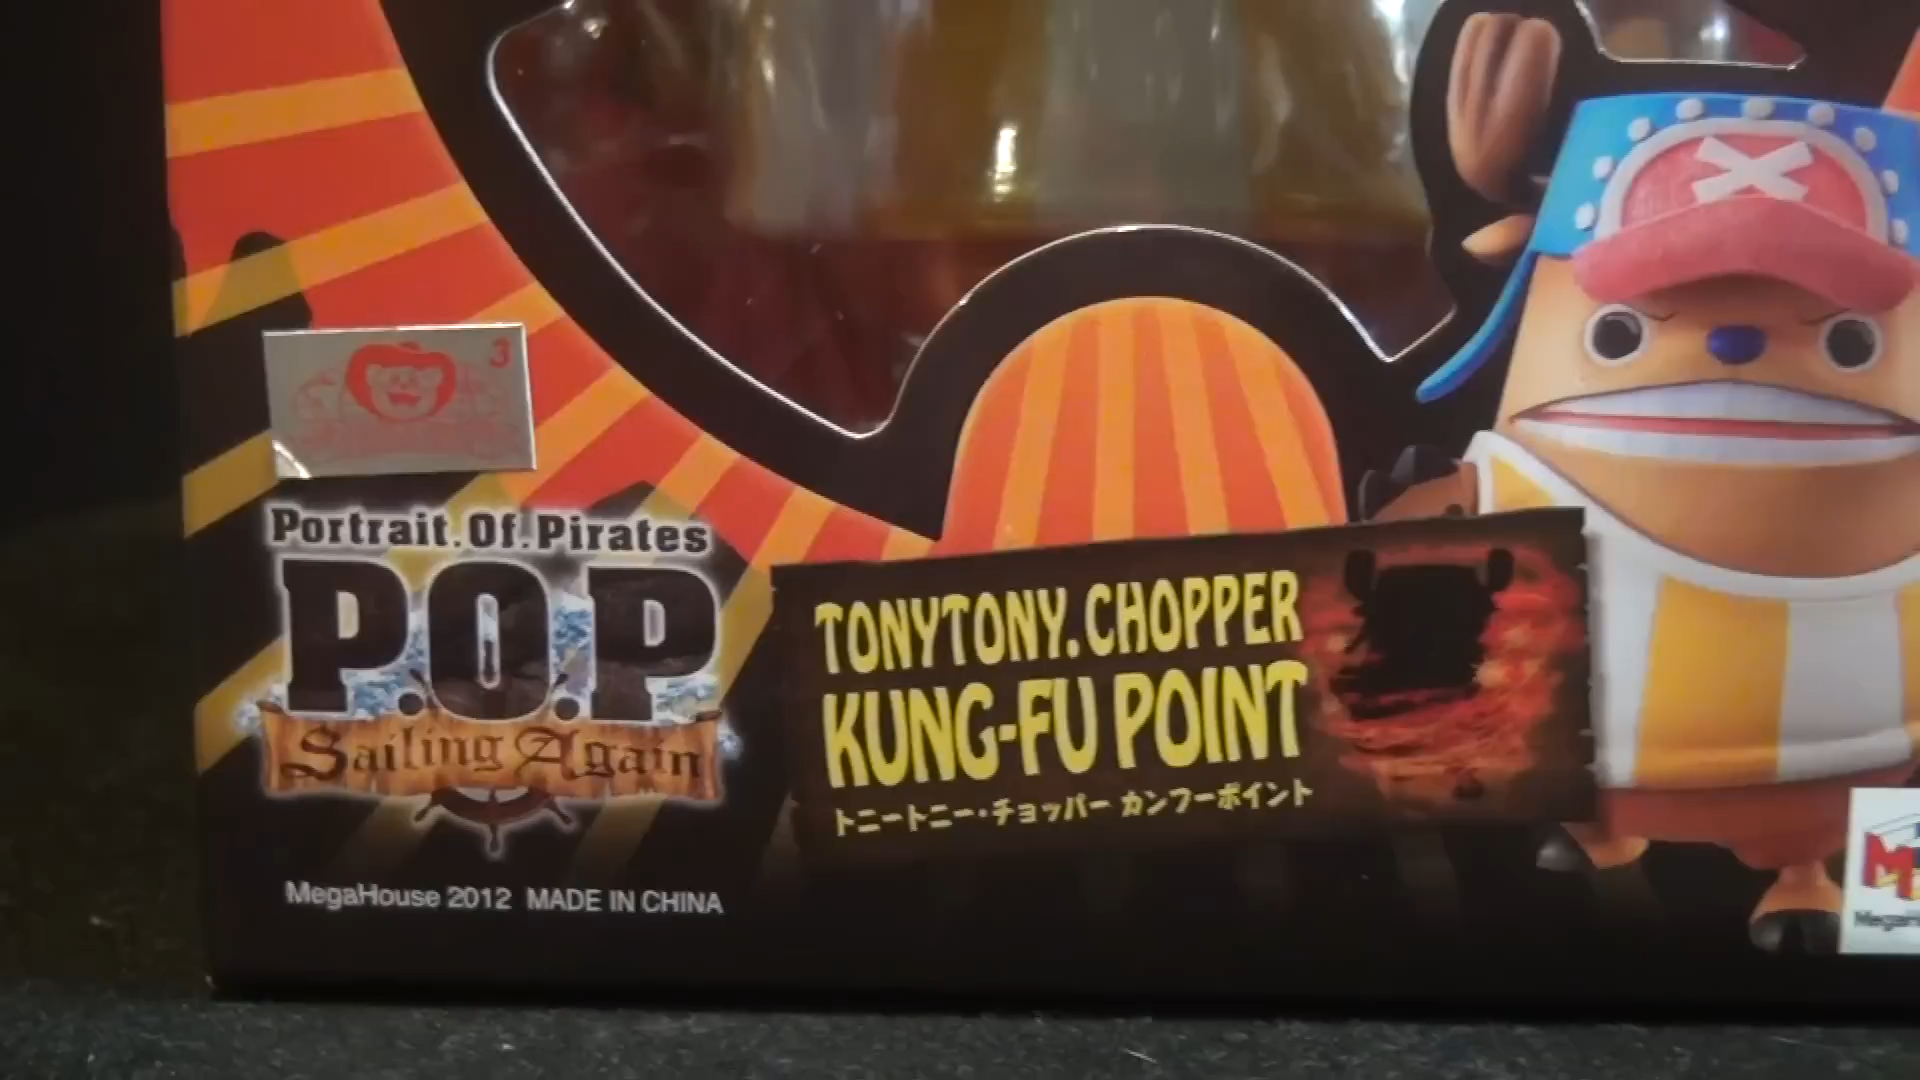 3
Portrait.Of.Pirates
P.O.P
Sailing Again
TONYTONY.CHOPPER
KUNG-FU POINT
トニートニー・チョッパー カンフーポイント
MegaHouse 2012 MADE IN CHINA